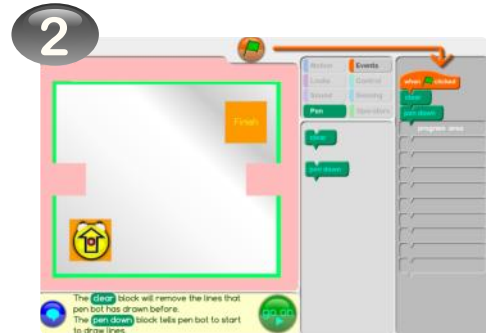 2
Motion Events
Looks Control
Sound Sensing
Pen Operators
when clicked
clear
pen down
program area
Finish
clear
pen down
The clear block will remove the lines that
pen bot has drawn before.
The pen down block tells pen bot to start
to draw lines.
go on